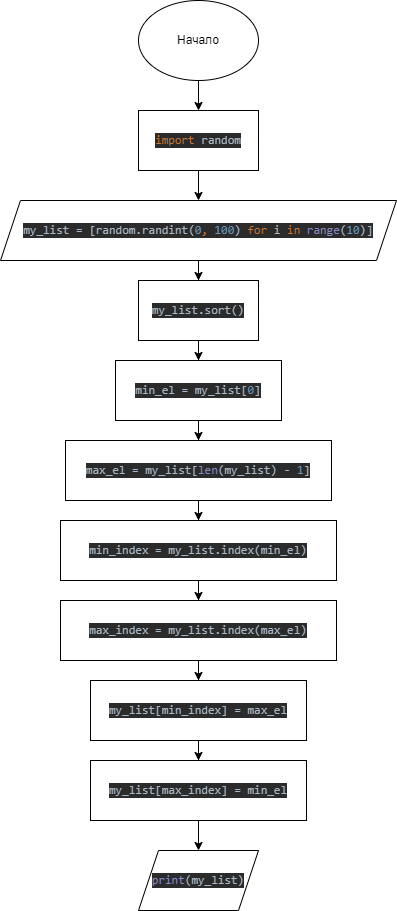 Начало
import random
my_list = [random.randint(0, 100) for i in range(10)]
my_list.sort()
min_el = my_list[0]
max_el = my_list[len(my_list) - 1]
min_index = my_list.index(min_el)
max_index = my_list.index(max_el)
my_list[min_index] = max_el
my_list[max_index] = min_el
print(my_list)